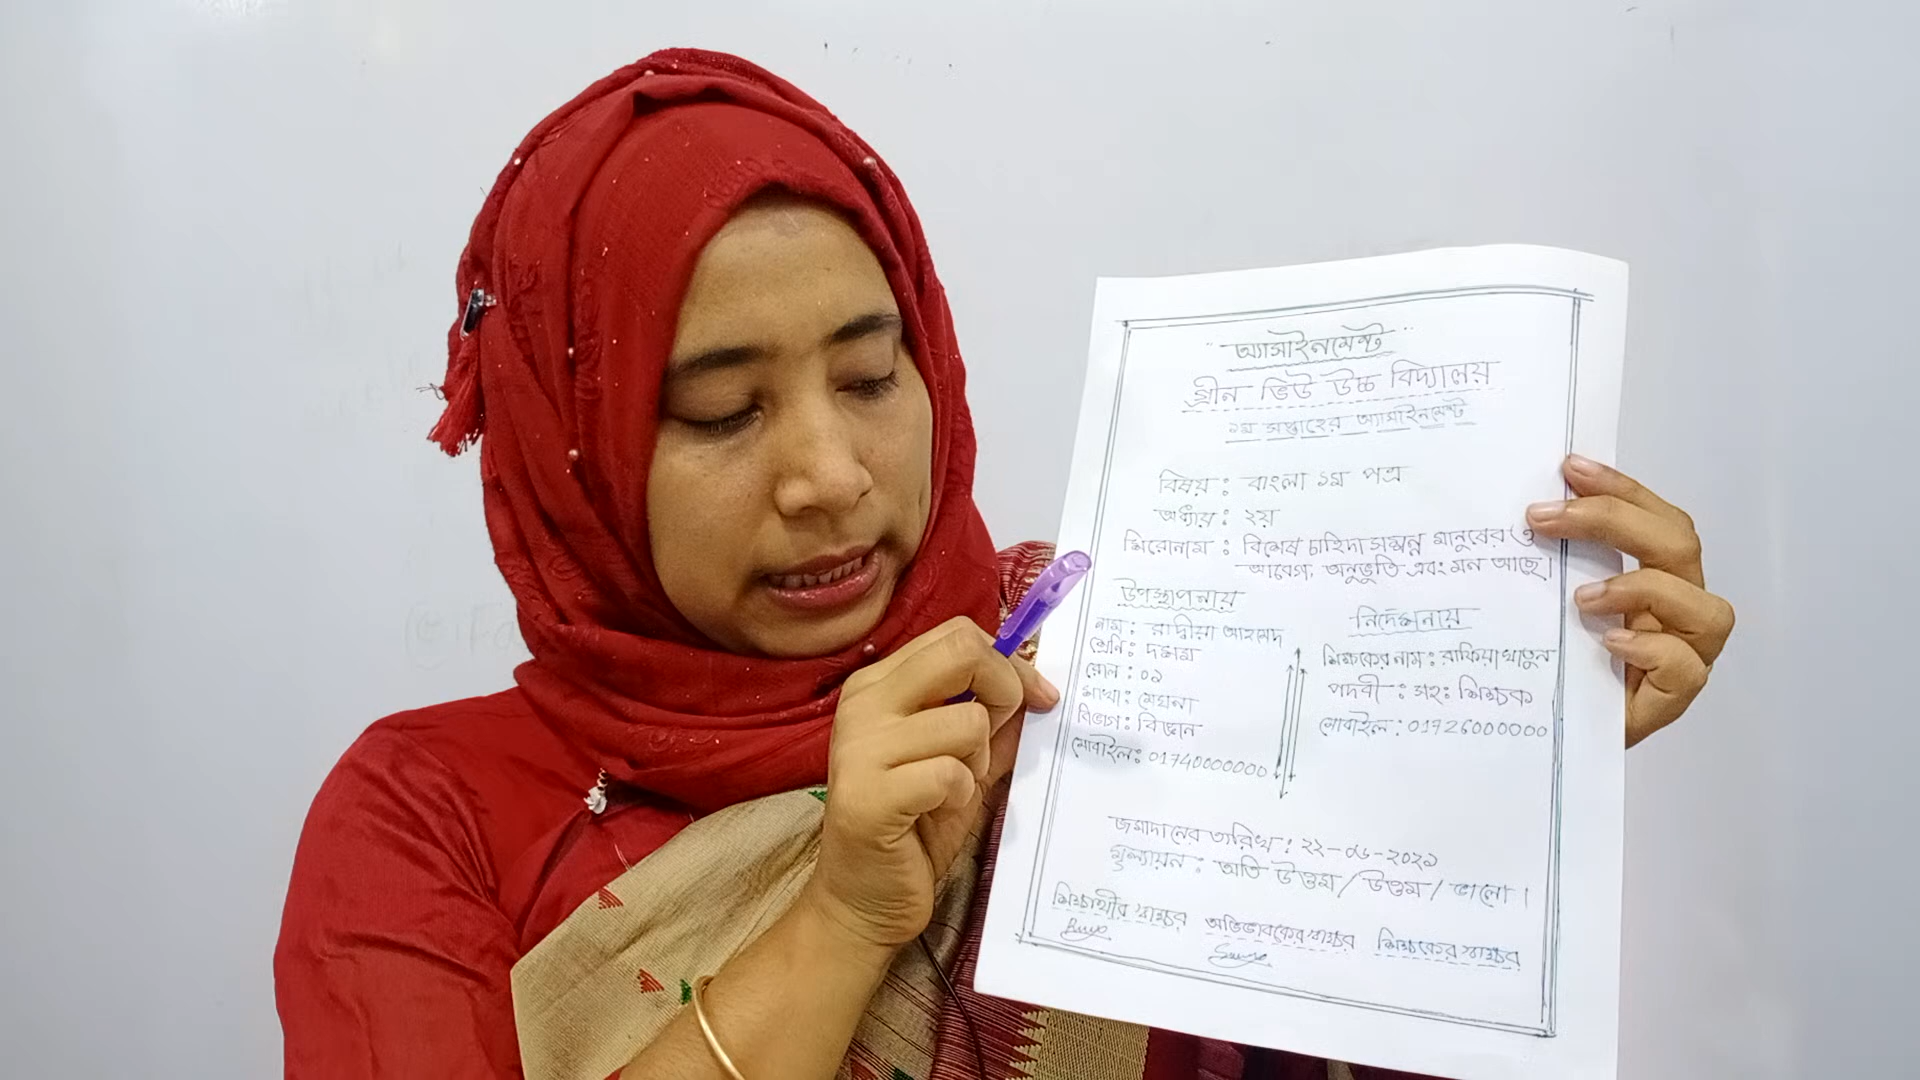 "অ্যাসাইনমেন্ট"
গ্রীন ভিউ উচ্চ বিদ্যালয়
১ম সপ্তাহের অ্যাসাইনমেন্ট
বিষয় : বাংলা ১ম পত্র
অধ্যায় : ২য়
শিরোনাম : বিশেষ চাহিদা সম্পন্ন মানুষের ও
আবেগ, অনুভূতি এবং মন আছে।
উপস্থাপনায়
নাম : রাদ্বীয়া আহমেদ
শ্রেণি : দশম
রোল : ০১
শাখা : মেঘনা
বিভাগ : বিজ্ঞান
মোবাইল : 01740000000
নির্দেশনায়
শিক্ষকের নাম : রাফিয়া খাতুন
পদবী : সহঃ শিক্ষক
মোবাইল : 01726000000
জমাদানের তারিখ : ২২-০৬-২০২১
মূল্যায়ন : অতি উত্তম/উত্তম/ভালো।
শিক্ষার্থীর স্বাক্ষর
অভিভাবকের স্বাক্ষর
শিক্ষকের স্বাক্ষর